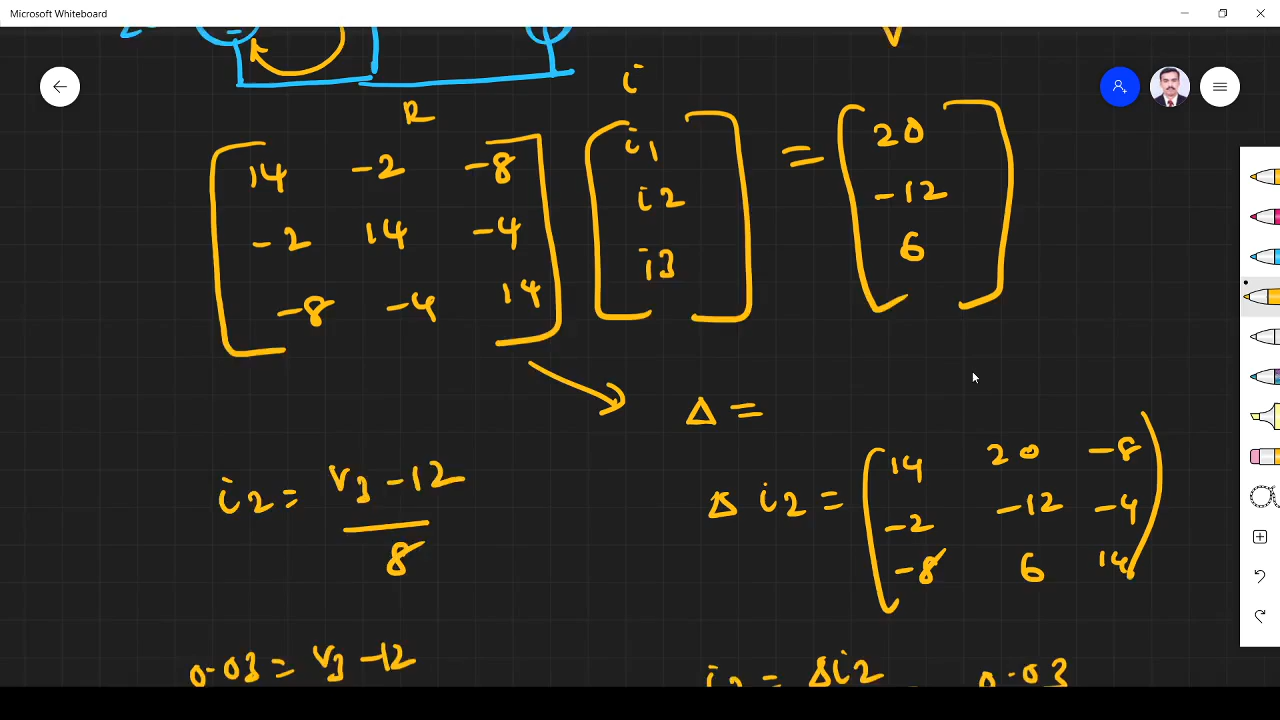 Microsoft Whiteboard
R i
14 -2 -8 i1 = 20
-2 14 -4 i2 -12
-8 -4 14 i3 6
Δ =
i2 = V3 - 12 / 8
Δ i2 = 14 20 -8
-2 -12 -4
-8 6 14
0.03 = V3 - 12
i2 = Δi2 = 0.03